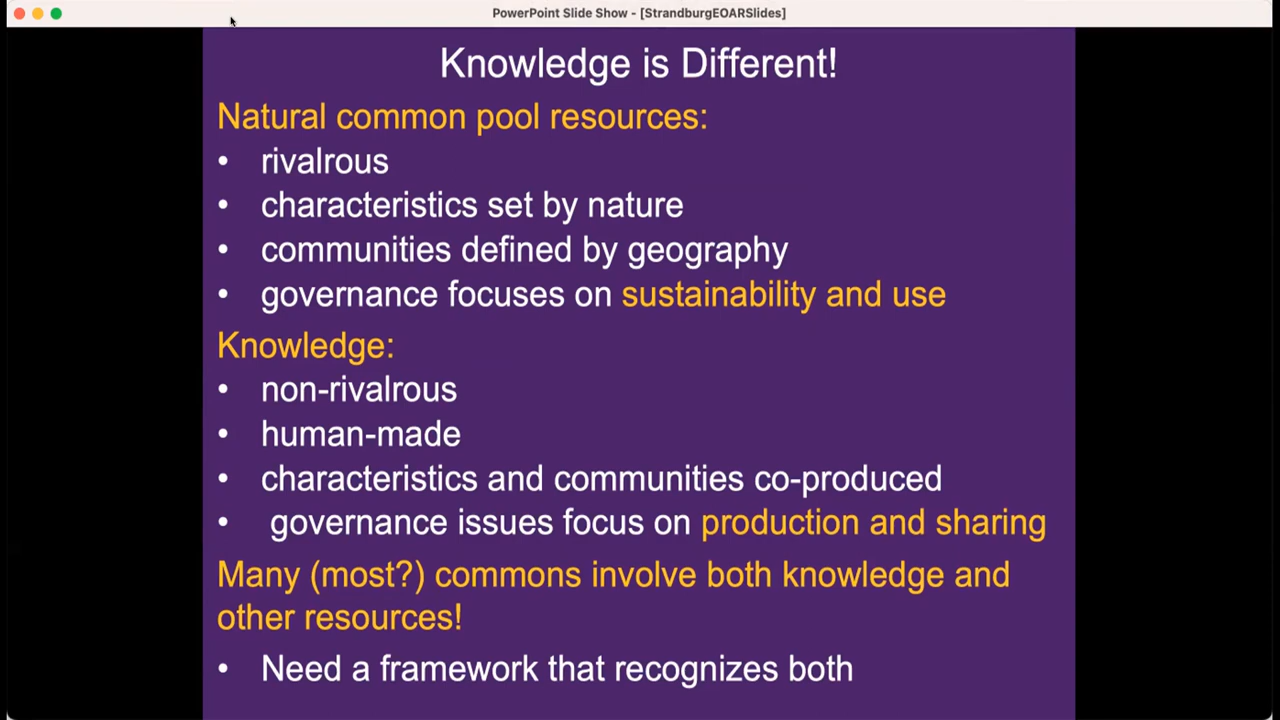 PowerPoint Slide Show - [StrandburgEOARSlides]
Knowledge is Different!
Natural common pool resources:
• rivalrous
• characteristics set by nature
• communities defined by geography
• governance focuses on sustainability and use
Knowledge:
• non-rivalrous
• human-made
• characteristics and communities co-produced
• governance issues focus on production and sharing
Many (most?) commons involve both knowledge and
other resources!
• Need a framework that recognizes both